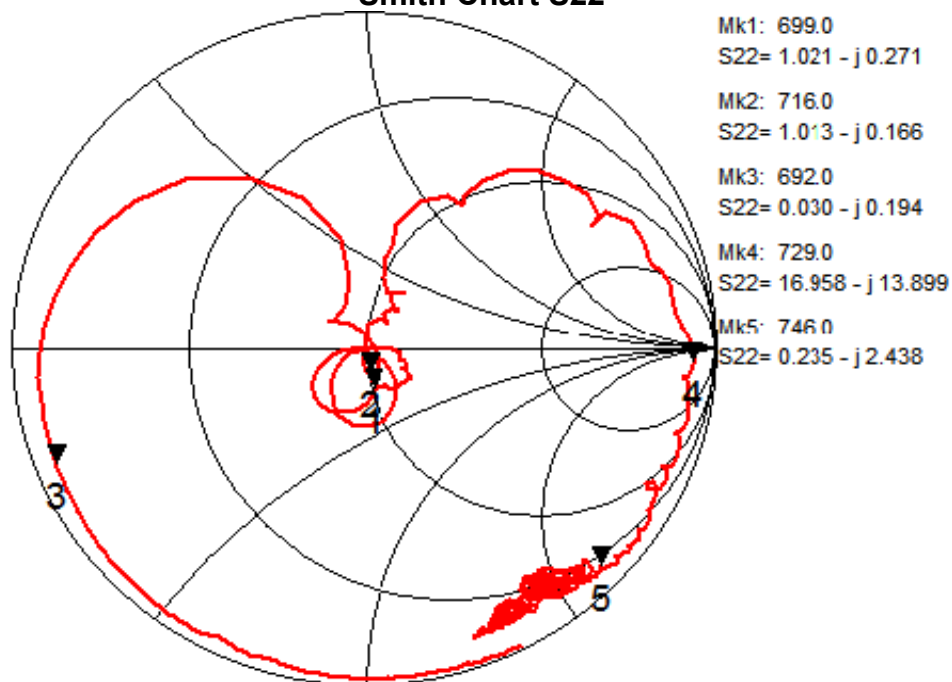 Smith Chart S22
Mk1: 699.0
S22= 1.021 - j 0.271
Mk2: 716.0
S22= 1.013 - j 0.166
Mk3: 692.0
S22= 0.030 - j 0.194
Mk4: 729.0
S22= 16.958 - j 13.899
Mk5: 746.0
S22= 0.235 - j 2.438
2
1
4
3
5